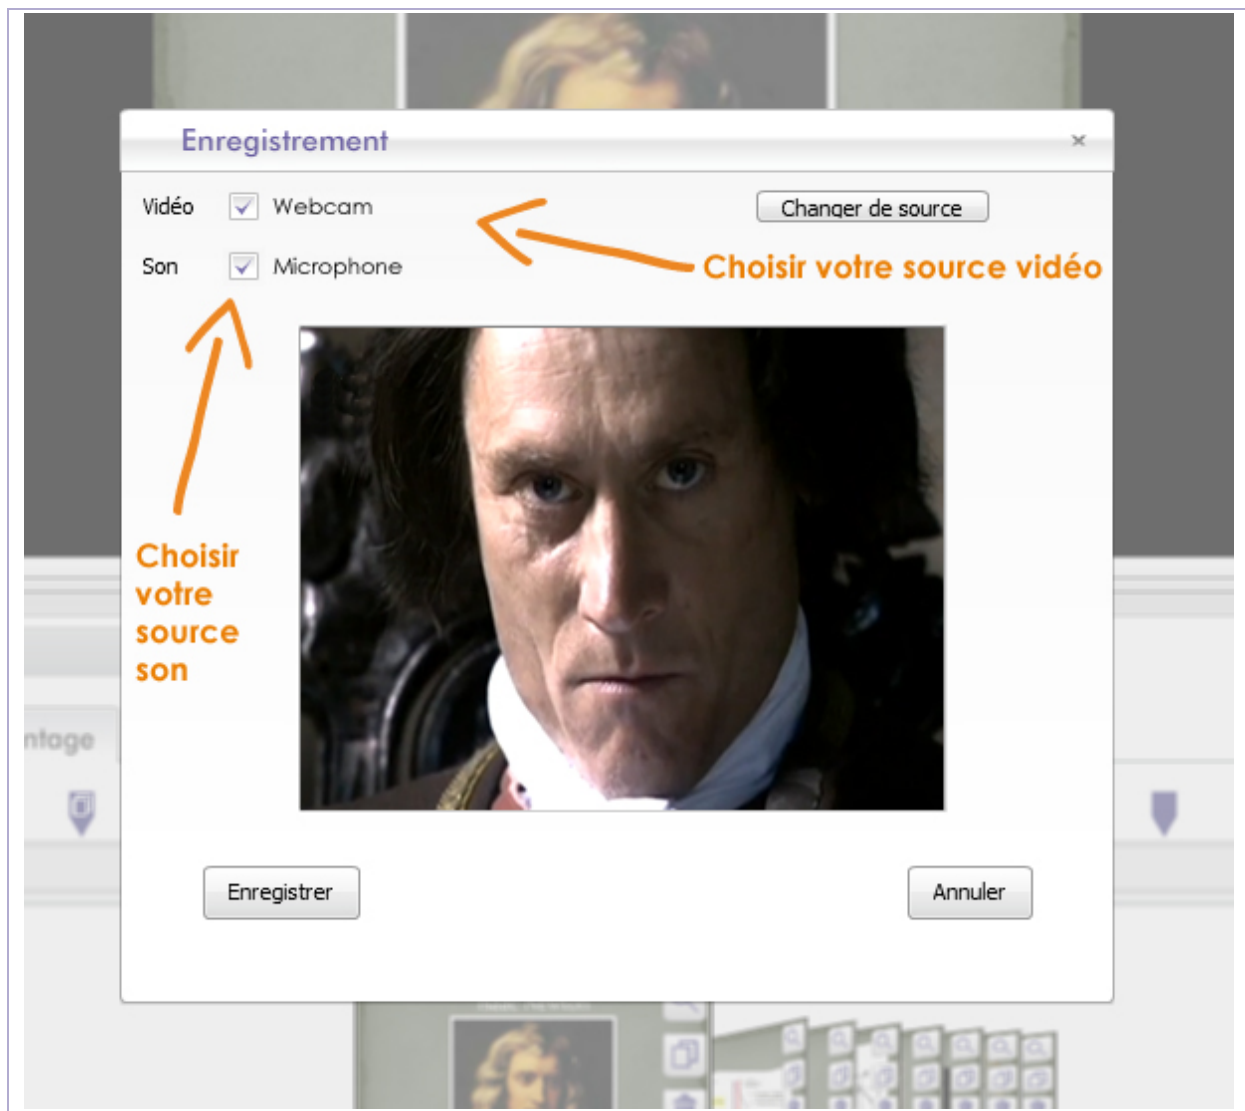 Enregistrement
Vidéo Webcam Changer de source
Choisir votre source vidéo
Son Microphone
Choisir
votre
source
son
ntage
Enregistrer Annuler